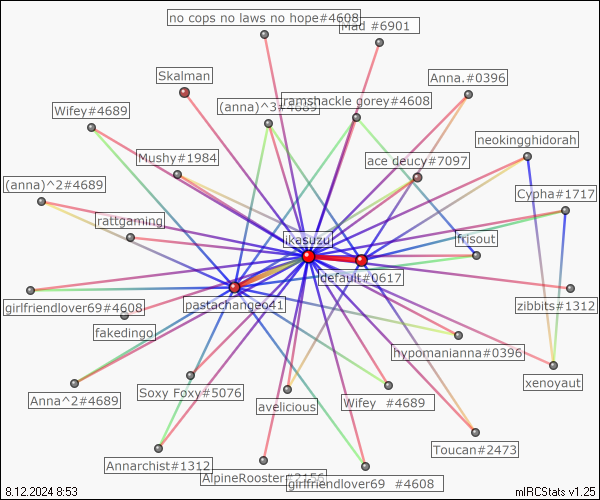 no cops no laws no hope#4608
Mad #6901
Skalman
Anna.#0396
Wifey#4689
(anna)^3#4689
ramshackle gorey#4608
neokingghidorah
Mushy#1984
ace deucy#7097
(anna)^2#4689
Cypha#1717
rattgaming
ikasuzu
frisout
default#0617
girlfriendlover69#4608
pastachange41
zibbits#1312
fakedingo
hypomanianna#0396
xenoyaut
Anna^2#4689
Soxy Foxy#5076
avelicious
Wifey #4689
Toucan#2473
Annarchist#1312
AlpineRooster#2156
girlfriendlover69 #4608
8.12.2024 8:53
mIRCStats v1.25